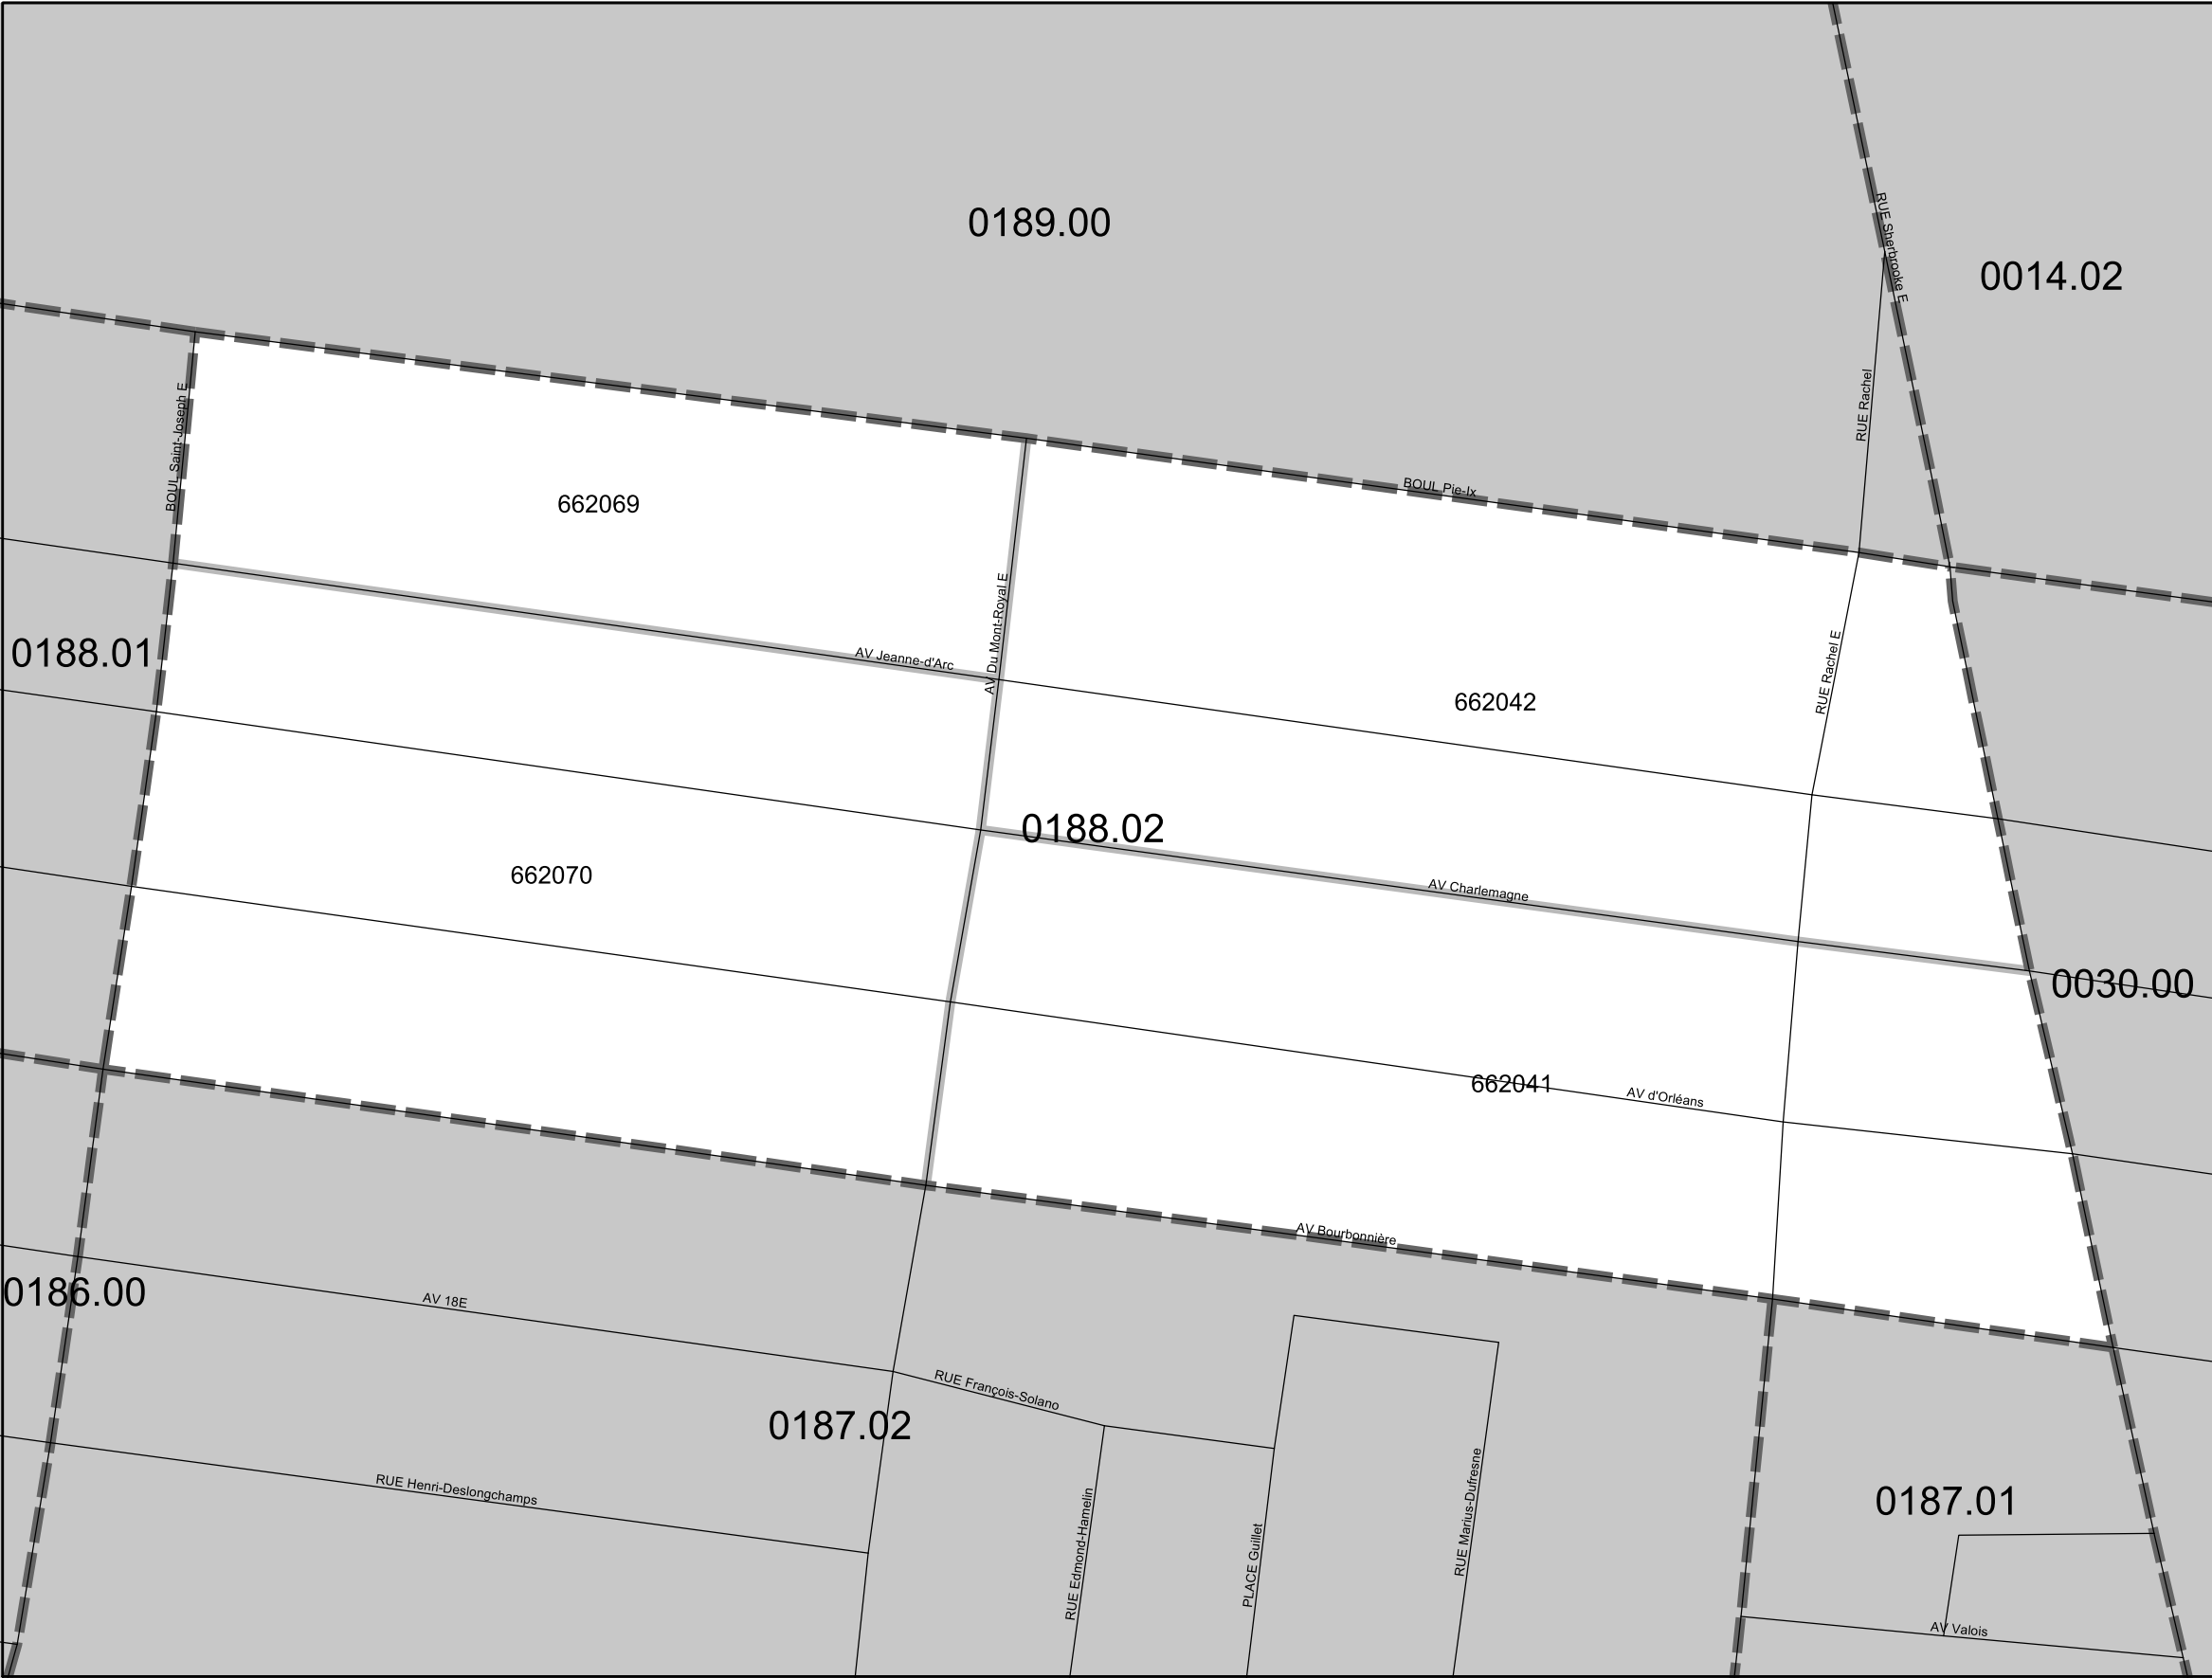 0189.00
0014.02
RUE Sherbrooke E
RUE Rachel
BOUL Saint-Joseph E
662069
BOUL Pie-Ix
0188.01
AV Jeanne-d'Arc
AV Du Mont-Royal E
662042
RUE Rachel E
0188.02
662070
AV Charlemagne
0030.00
662041
AV d'Orléans
AV Bourbonnière
0186.00
AV 18E
RUE François-Solano
0187.02
RUE Henri-Deslongchamps
RUE Edmond-Hamelin
PLACE Guillet
RUE Marius-Dufresne
0187.01
AV Valois